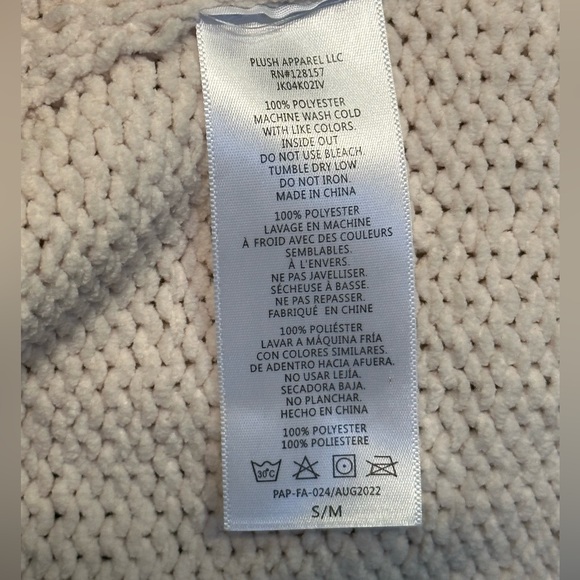 PLUSH APPAREL LLC
RN#128157
JK04K02IV
100% POLYESTER
MACHINE WASH COLD
WITH LIKE COLORS.
INSIDE OUT
DO NOT USE BLEACH.
TUMBLE DRY LOW
DO NOT IRON.
MADE IN CHINA
100% POLYESTER
LAVAGE EN MACHINE
À FROID AVEC DES COULEURS
SEMBLABLES.
À L'ENVERS.
NE PAS JAVELLISER.
SÉCHEUSE À BASSE.
NE PAS REPASSER.
FABRIQUÉ EN CHINE
100% POLIÉSTER
LAVAR A MÁQUINA FRÍA
CON COLORES SIMILARES.
DE ADENTRO HACIA AFUERA.
NO USAR LEJÍA.
SECADORA BAJA.
NO PLANCHAR.
HECHO EN CHINA
100% POLYESTER
100% POLIESTERE
30°C
PAP-FA-024/AUG2022
S/M